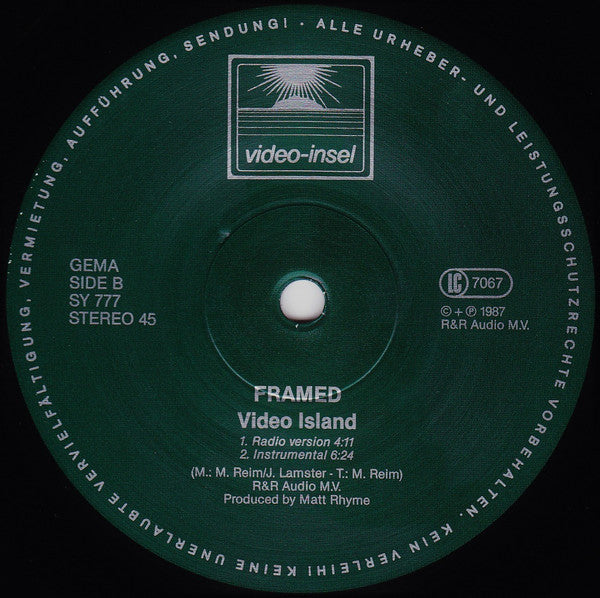 ALLE URHEBER- UND LEISTUNGSSCHUTZRECHTE VORBEHALTEN. KEIN VERLEIH! KEINE UNERLAUBTE VERVIELFÄLTIGUNG, VERMIETUNG, AUFFÜHRUNG, SENDUNG! ·
video-insel
GEMA
SIDE B
SY 777
STEREO 45
LC 7067
© + ℗ 1987
R&R Audio M.V.
FRAMED
Video Island
1. Radio version 4:11
2. Instrumental 6:24
(M.: M. Reim/J. Lamster - T.: M. Reim)
R&R Audio M.V.
Produced by Matt Rhyme